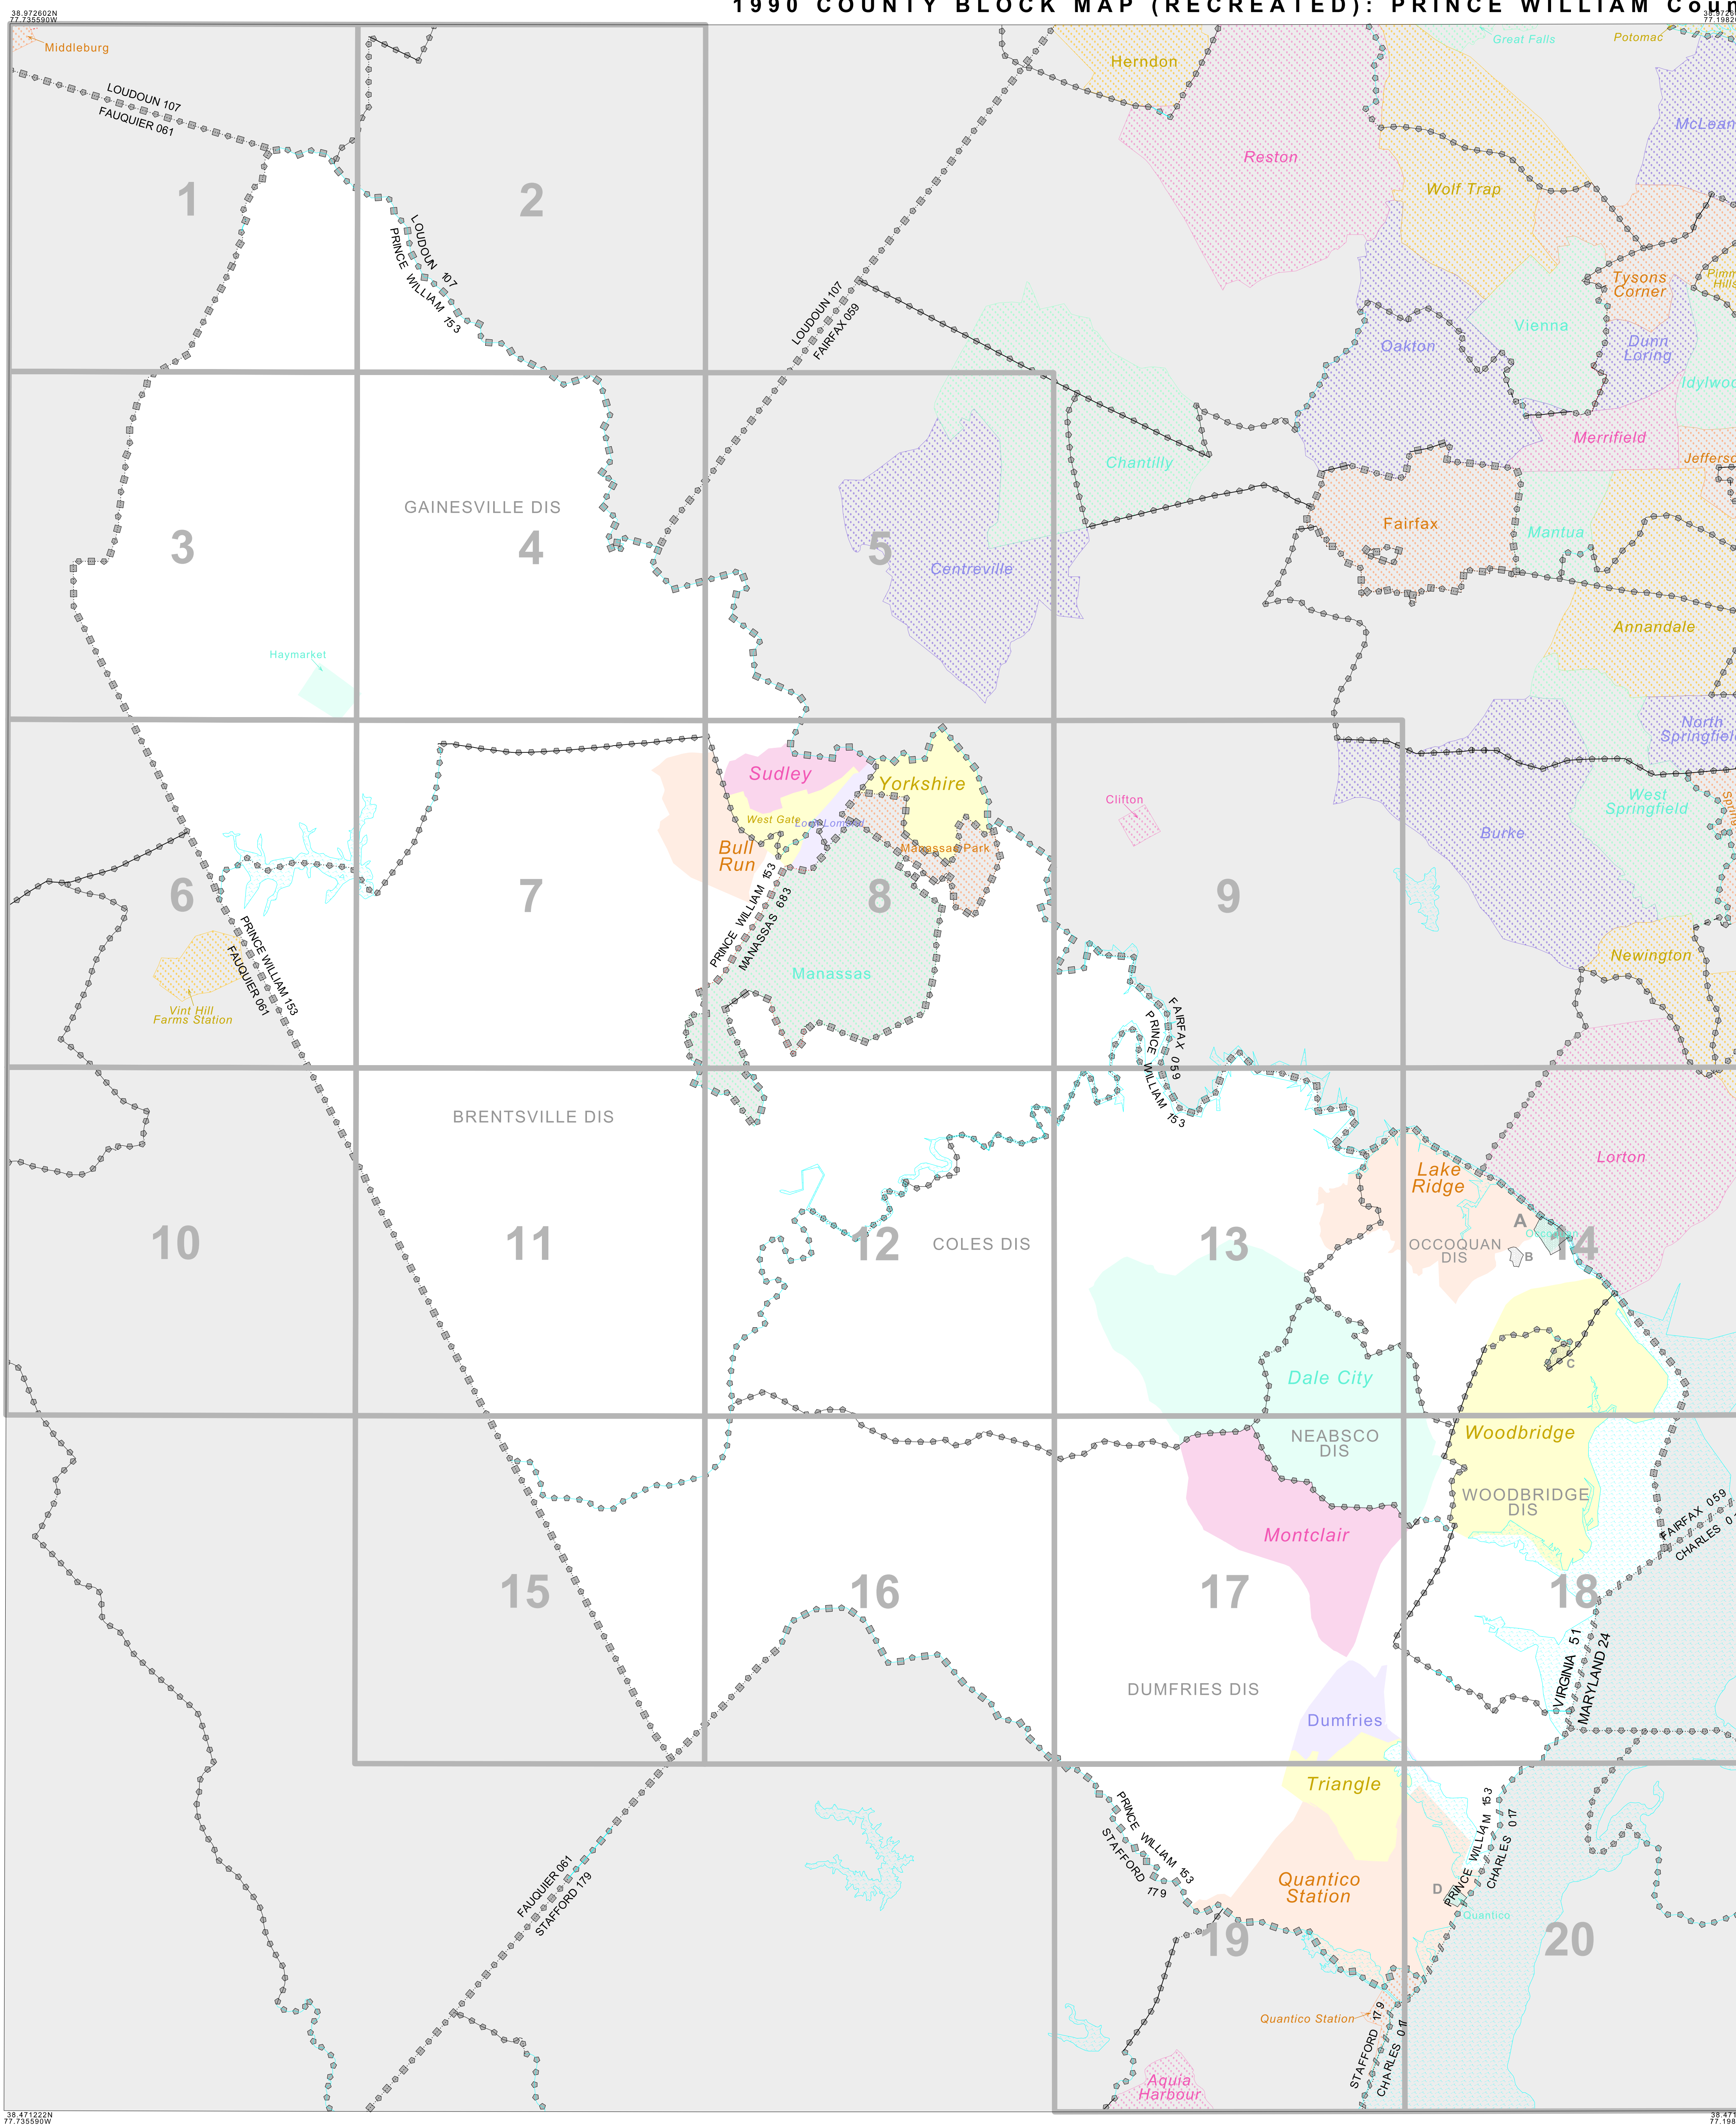 1990 COUNTY BLOCK MAP (RECREATED): PRINCE WILLIAM Coun
38.972602N
77.735590W
Middleburg
LOUDOUN 107
FAUQUIER 061
1
2
LOUDOUN 107
PRINCE WILLIAM 153
Herndon
Great Falls
Potomac
McLean
Reston
Wolf Trap
Tysons
Corner
Vienna
Dunn
Loring
Oakton
Merrifield
LOUDOUN 107
FAIRFAX 059
GAINESVILLE DIS
3
4
5
Chantilly
Centreville
Fairfax
Mantua
Annandale
Haymarket
Sudley
Yorkshire
West Gate
Bull
Run
Manassas Park
Clifton
North
West
Springfield
Burke
6
7
8
9
PRINCE WILLIAM 153
MANASSAS 683
Manassas
Newington
Vint Hill
Farms Station
PRINCE WILLIAM 153
FAUQUIER 061
FAIRFAX 059
PRINCE WILLIAM 153
BRENTSVILLE DIS
Lake
Ridge
Lorton
10
11
12
COLES DIS
13
OCCOQUAN
DIS
A
B
14
C
Dale City
NEABSCO
DIS
Woodbridge
WOODBRIDGE
DIS
Montclair
FAIRFAX 059
15
16
17
18
VIRGINIA 51
MARYLAND 24
DUMFRIES DIS
Dumfries
Triangle
PRINCE WILLIAM 153
STAFFORD 179
PRINCE WILLIAM 153
CHARLES 017
Quantico
Station
D
Quantico
FAUQUIER 061
STAFFORD 179
19
20
Quantico Station
STAFFORD 179
CHARLES 017
Aquia
Harbour
38.471222N
77.735590W